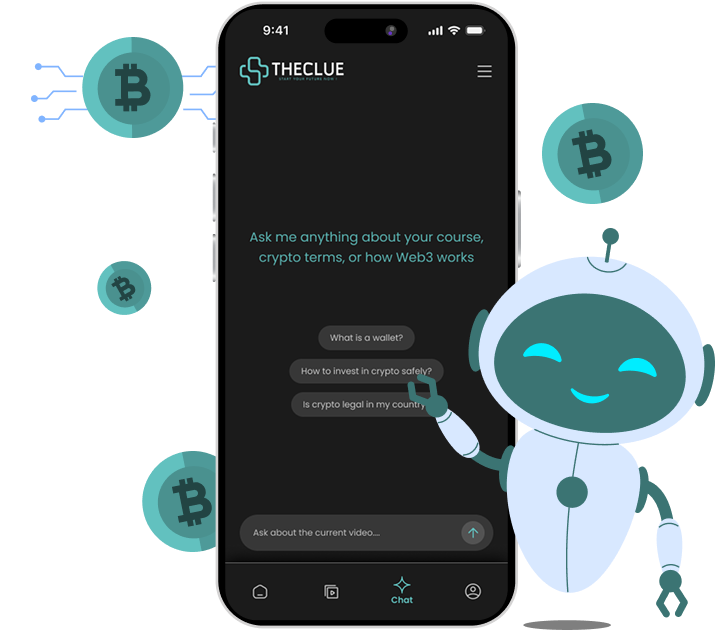 9:41
THECLUE
START YOUR FUTURE NOW !
Ask me anything about your course,
crypto terms, or how Web3 works
What is a wallet?
How to invest in crypto safely?
Is crypto legal in my country
Ask about the current video....
Chat